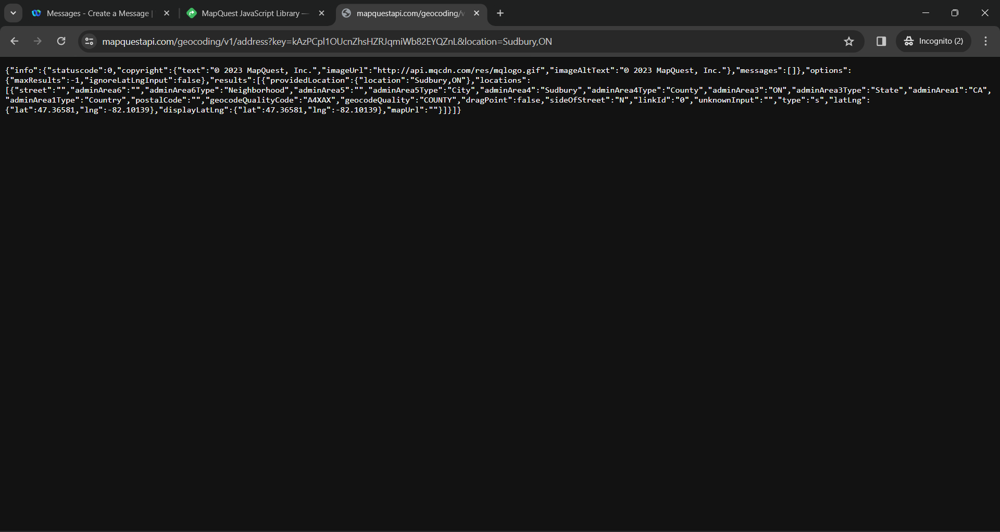 Messages - Create a Message |
MapQuest JavaScript Library —
mapquestapi.com/geocoding/v
mapquestapi.com/geocoding/v1/address?key=kAzPCpl1OUcnZhsHZRJqmiWb82EYQZnL&location=Sudbury,ON
Incognito (2)
{"info":{"statuscode":0,"copyright":{"text":"© 2023 MapQuest, Inc.","imageUrl":"http://api.mqcdn.com/res/mqlogo.gif","imageAltText":"© 2023 MapQuest, Inc."},"messages":[]},"options":
{"maxResults":-1,"ignoreLatLngInput":false},"results":[{"providedLocation":{"location":"Sudbury,ON"},"locations":
[{"street":"","adminArea6":"","adminArea6Type":"Neighborhood","adminArea5":"","adminArea5Type":"City","adminArea4":"Sudbury","adminArea4Type":"County","adminArea3":"ON","adminArea3Type":"State","adminArea1":"CA",
"adminArea1Type":"Country","postalCode":"","geocodeQualityCode":"A4XAX","geocodeQuality":"COUNTY","dragPoint":false,"sideOfStreet":"N","linkId":"0","unknownInput":"","type":"s","latLng":
{"lat":47.36581,"lng":-82.10139},"displayLatLng":{"lat":47.36581,"lng":-82.10139},"mapUrl":""}]}]}